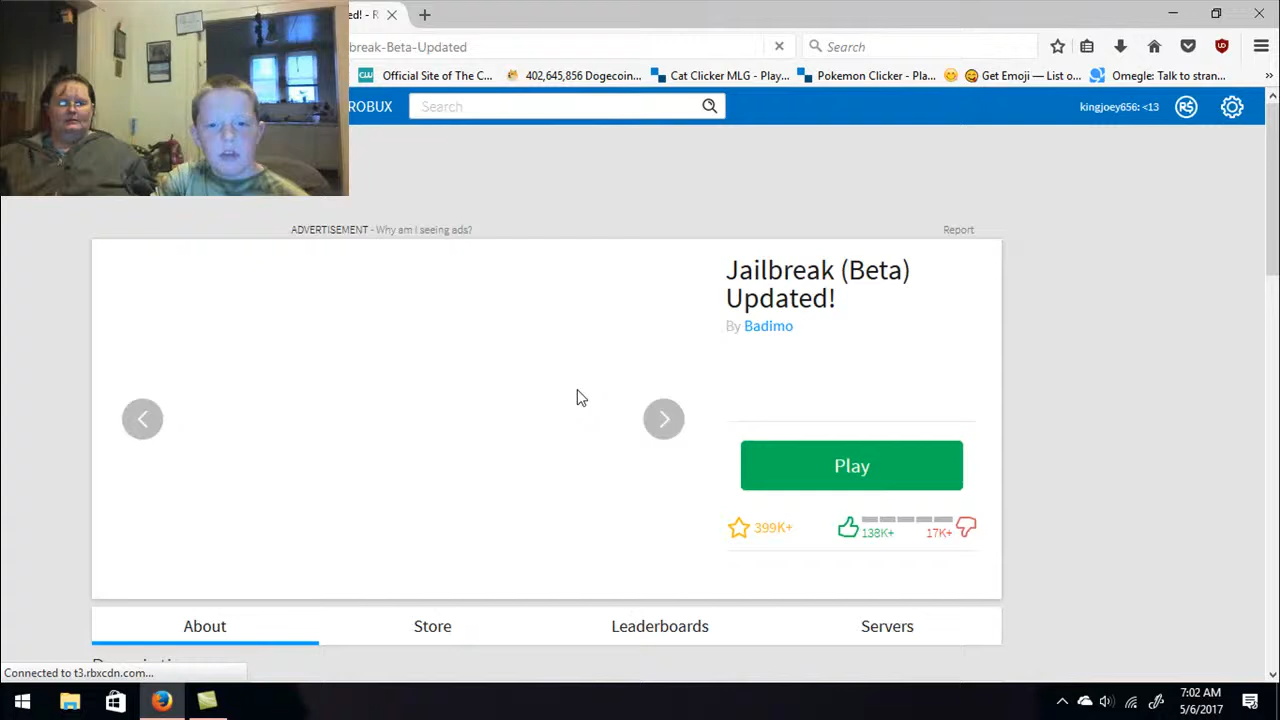 ed! - R
break-Beta-Updated
Search
Official Site of The C...
402,645,856 Dogecoin...
Cat Clicker MLG - Play...
Pokemon Clicker - Pla...
Get Emoji — List o...
Omegle: Talk to stran...
ROBUX
Search
kingjoey656: <13
R$
ADVERTISEMENT - Why am I seeing ads?
Report
Jailbreak (Beta)
Updated!
By Badimo
Play
399K+
138K+
17K+
About
Store
Leaderboards
Servers
Connected to t3.rbxcdn.com...
7:02 AM
5/6/2017